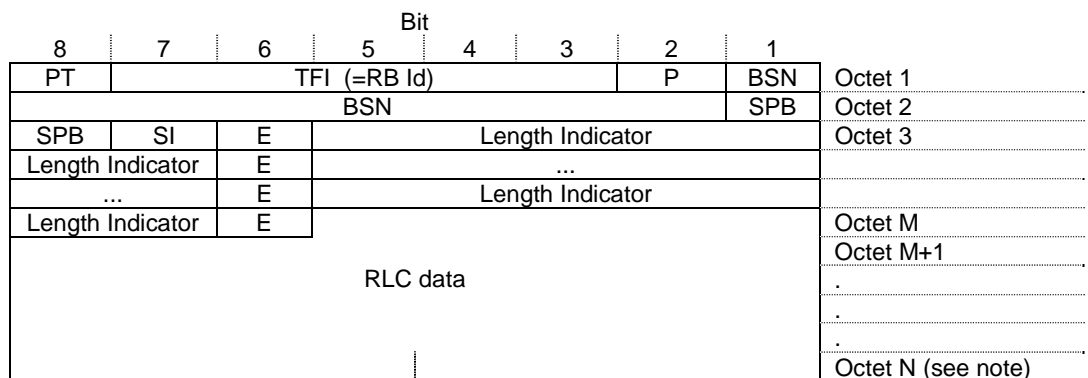 Bit
8 7 6 5 4 3 2 1
PT TFI (=RB Id) P BSN Octet 1
BSN SPB Octet 2
SPB SI E Length Indicator Octet 3
Length Indicator E ...
... E Length Indicator
Length Indicator E Octet M
Octet M+1
RLC data .
.
.
Octet N (see note)